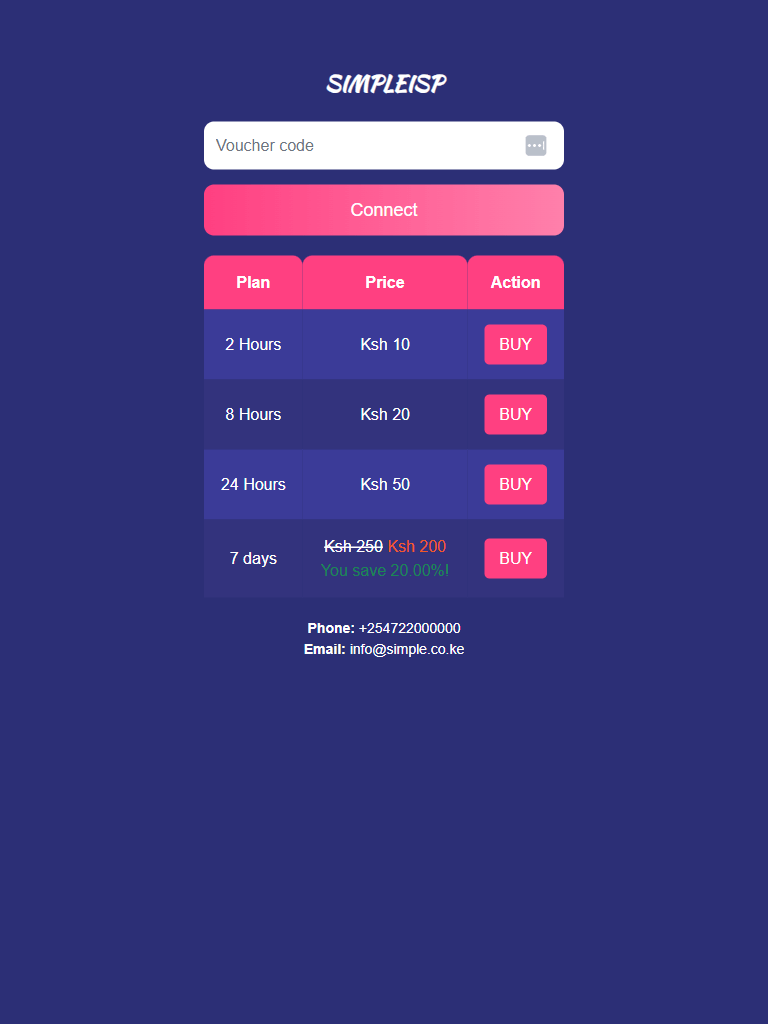 SIMPLEISP
Voucher code
Connect
Plan Price Action
2 Hours Ksh 10 BUY
8 Hours Ksh 20 BUY
24 Hours Ksh 50 BUY
7 days Ksh 250 Ksh 200 BUY
You save 20.00%!
Phone: +254722000000
Email: info@simple.co.ke